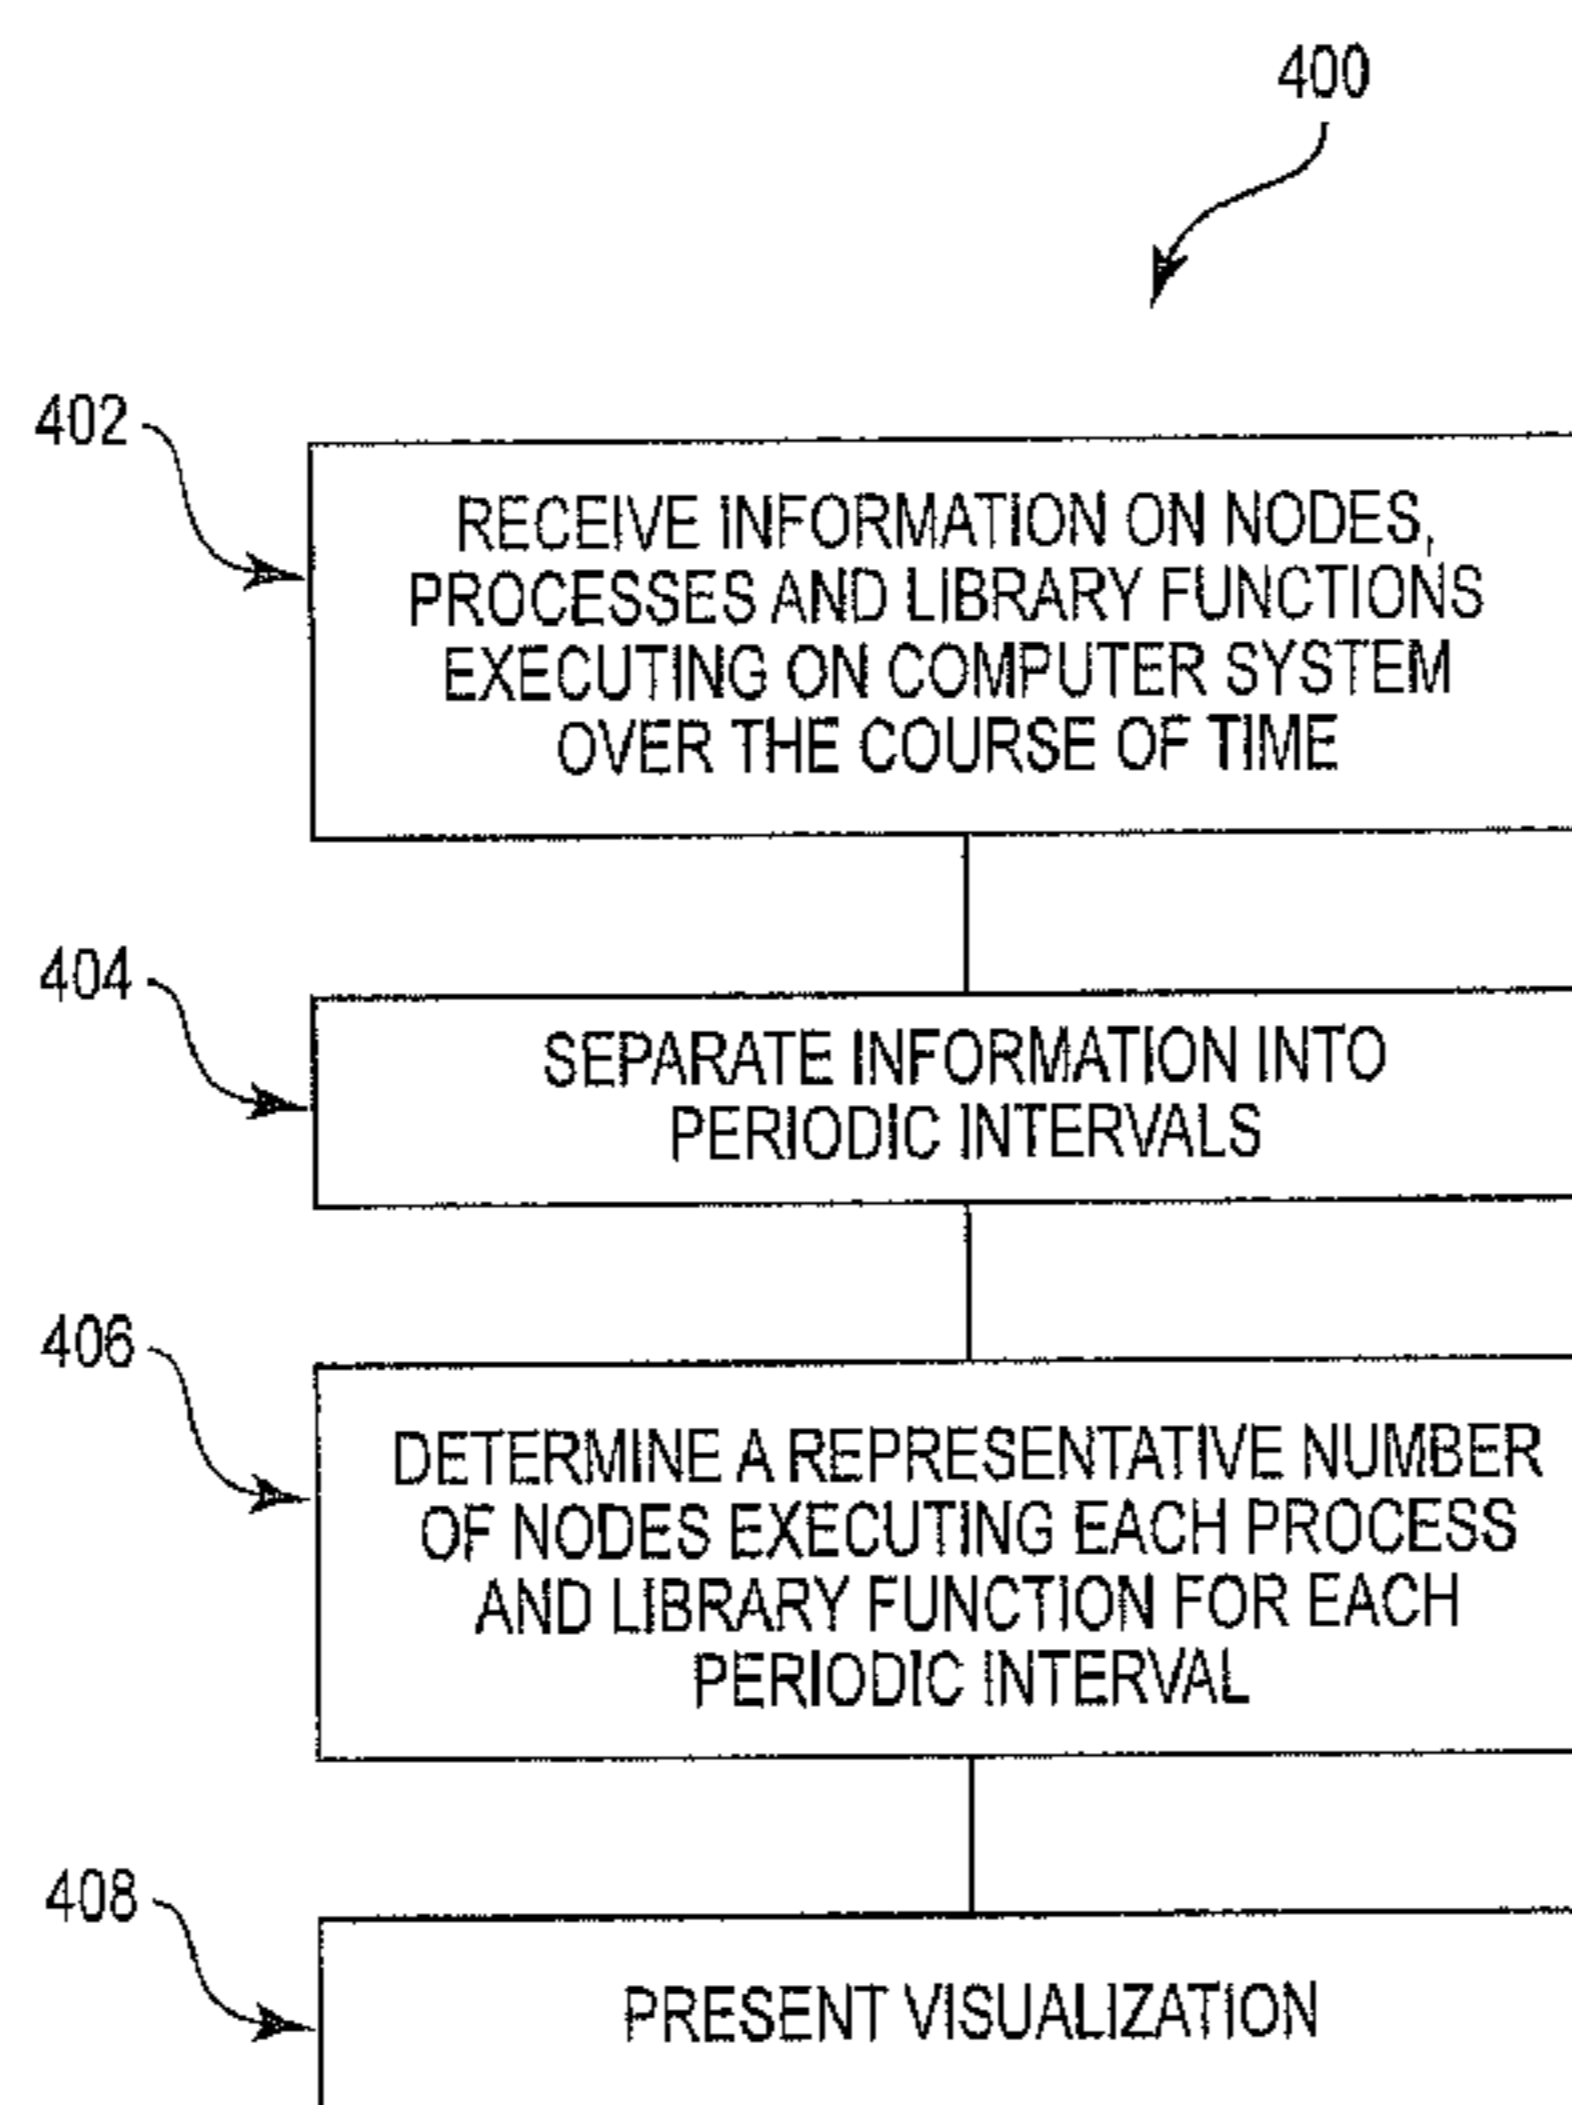 400
402
RECEIVE INFORMATION ON NODES,
PROCESSES AND LIBRARY FUNCTIONS
EXECUTING ON COMPUTER SYSTEM
OVER THE COURSE OF TIME
404
SEPARATE INFORMATION INTO
PERIODIC INTERVALS
406
DETERMINE A REPRESENTATIVE NUMBER
OF NODES EXECUTING EACH PROCESS
AND LIBRARY FUNCTION FOR EACH
PERIODIC INTERVAL
408
PRESENT VISUALIZATION